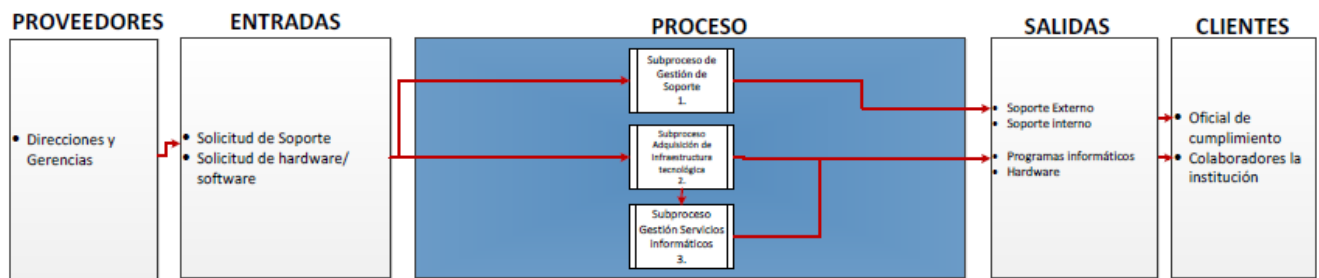 PROVEEDORES
ENTRADAS
PROCESO
SALIDAS
CLIENTES
• Direcciones y
Gerencias
• Solicitud de Soporte
• Solicitud de hardware/
software
Subproceso de
Gestión de
Soporte
1.
Subproceso
Adquisición de
Infraestructura
tecnológica
2.
Subproceso
Gestión Servicios
Informáticos
3.
• Soporte Externo
• Soporte Interno
• Programas informáticos
• Hardware
• Oficial de
cumplimiento
• Colaboradores la
institución